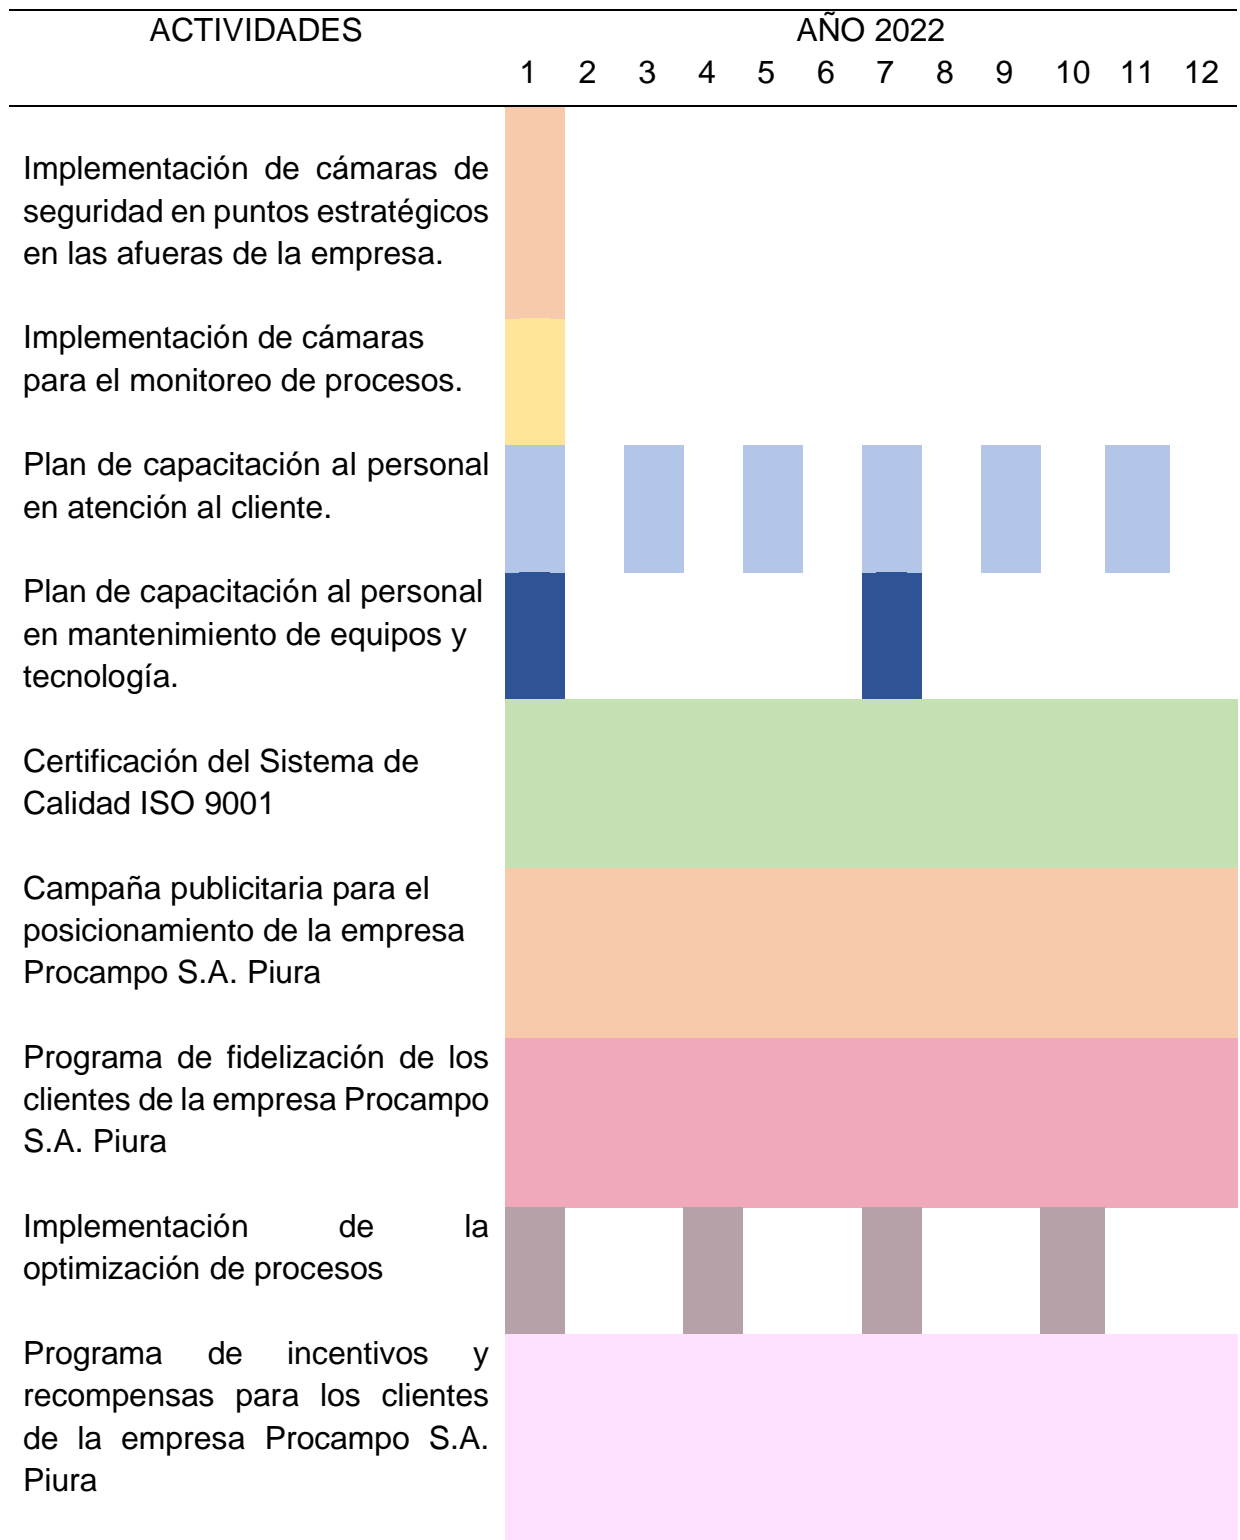 ACTIVIDADES AÑO 2022
1 2 3 4 5 6 7 8 9 10 11 12
Implementación de cámaras de
seguridad en puntos estratégicos
en las afueras de la empresa.
Implementación de cámaras
para el monitoreo de procesos.
Plan de capacitación al personal
en atención al cliente.
Plan de capacitación al personal
en mantenimiento de equipos y
tecnología.
Certificación del Sistema de
Calidad ISO 9001
Campaña publicitaria para el
posicionamiento de la empresa
Procampo S.A. Piura
Programa de fidelización de los
clientes de la empresa Procampo
S.A. Piura
Implementación de la
optimización de procesos
Programa de incentivos y
recompensas para los clientes
de la empresa Procampo S.A.
Piura